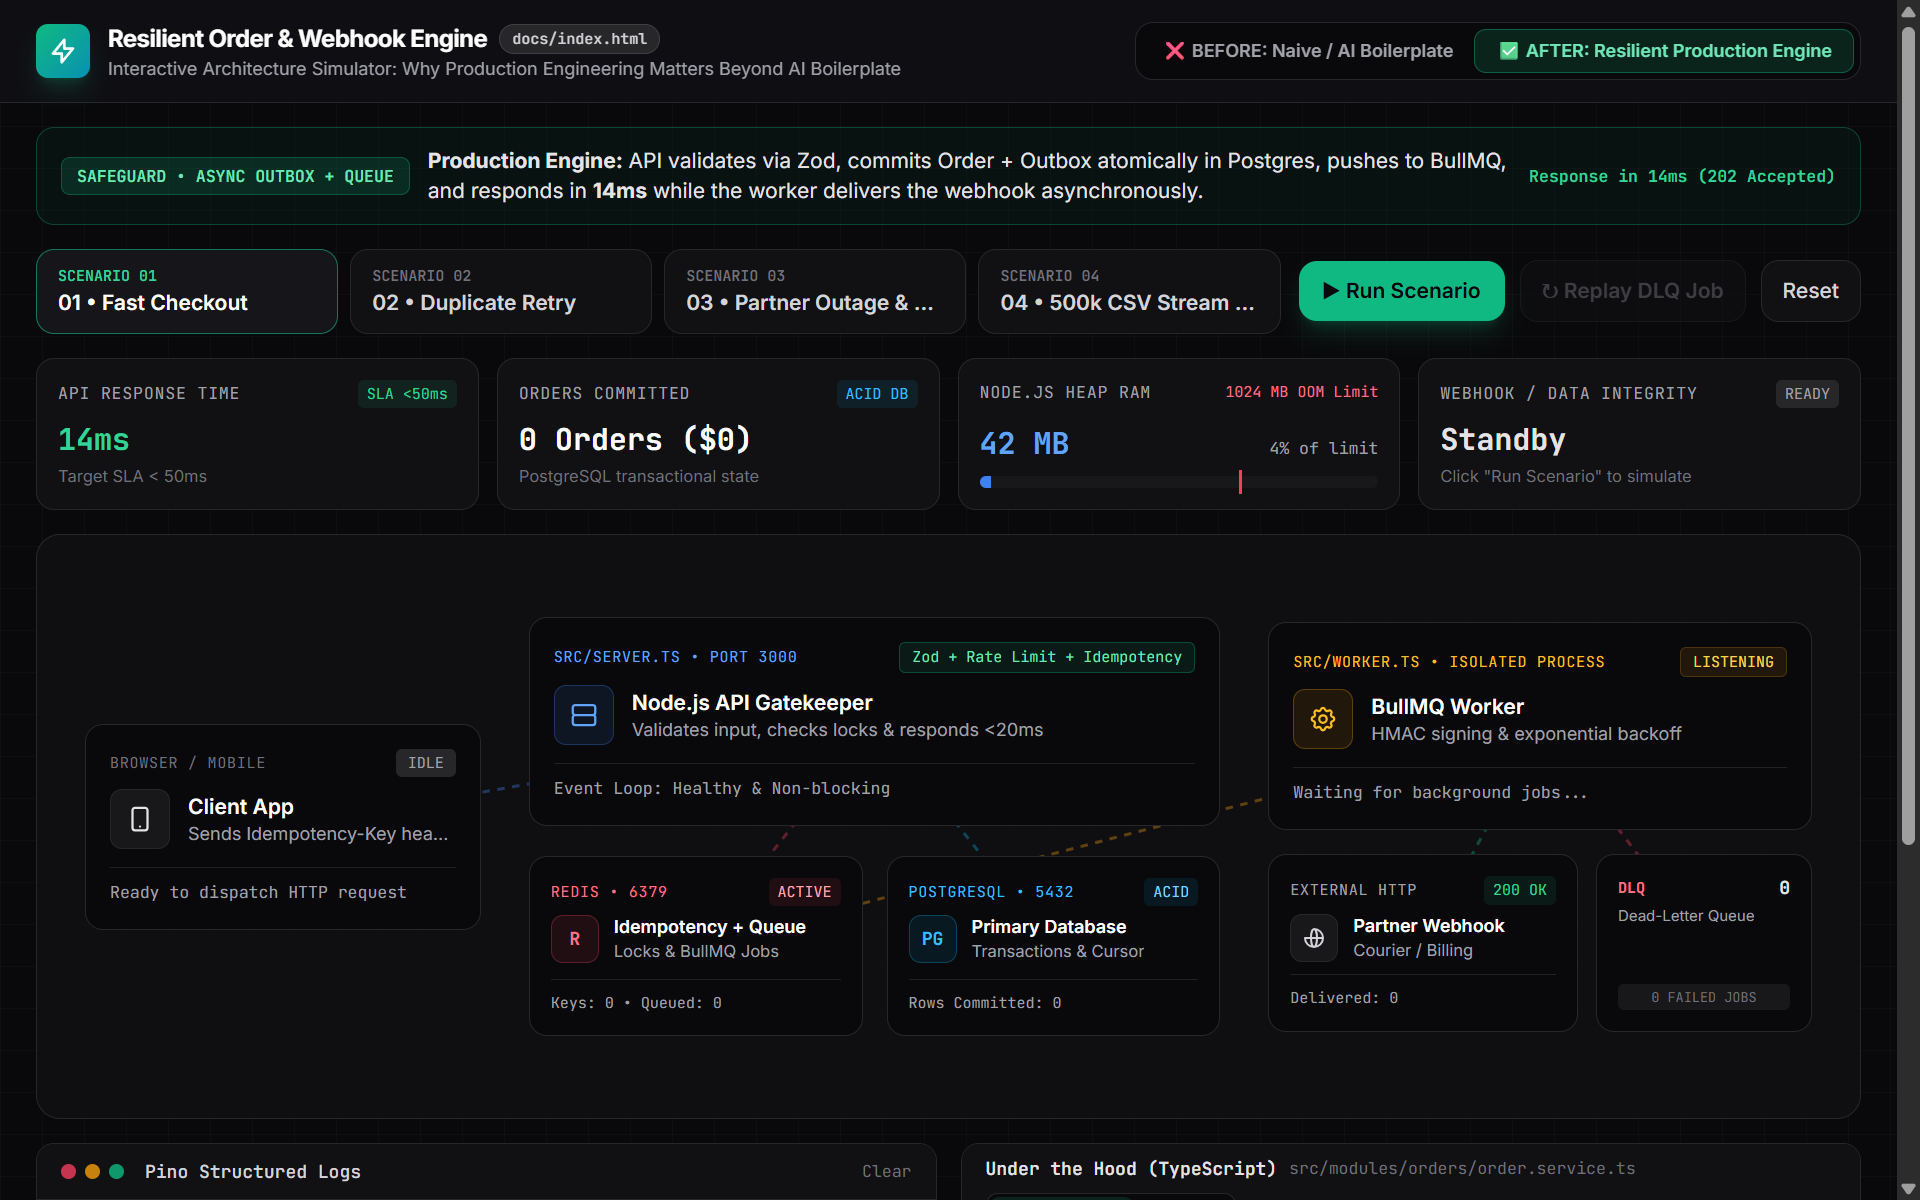 Resilient Order & Webhook Engine docs/index.html
Interactive Architecture Simulator: Why Production Engineering Matters Beyond AI Boilerplate
❌ BEFORE: Naive / AI Boilerplate
✅ AFTER: Resilient Production Engine
SAFEGUARD • ASYNC OUTBOX + QUEUE
Production Engine: API validates via Zod, commits Order + Outbox atomically in Postgres, pushes to BullMQ,
and responds in 14ms while the worker delivers the webhook asynchronously.
Response in 14ms (202 Accepted)
SCENARIO 01
01 • Fast Checkout
SCENARIO 02
02 • Duplicate Retry
SCENARIO 03
03 • Partner Outage & ...
SCENARIO 04
04 • 500k CSV Stream ...
▶ Run Scenario
↻ Replay DLQ Job
Reset
API RESPONSE TIME
SLA <50ms
14ms
Target SLA < 50ms
ORDERS COMMITTED
ACID DB
0 Orders ($0)
PostgreSQL transactional state
NODE.JS HEAP RAM
1024 MB OOM Limit
42 MB
4% of limit
WEBHOOK / DATA INTEGRITY
READY
Standby
Click "Run Scenario" to simulate
BROWSER / MOBILE
IDLE
Client App
Sends Idempotency-Key hea...
Ready to dispatch HTTP request
SRC/SERVER.TS • PORT 3000
Zod + Rate Limit + Idempotency
Node.js API Gatekeeper
Validates input, checks locks & responds <20ms
Event Loop: Healthy & Non-blocking
REDIS • 6379
ACTIVE
R
Idempotency + Queue
Locks & BullMQ Jobs
Keys: 0 • Queued: 0
POSTGRESQL • 5432
ACID
PG
Primary Database
Transactions & Cursor
Rows Committed: 0
SRC/WORKER.TS • ISOLATED PROCESS
LISTENING
BullMQ Worker
HMAC signing & exponential backoff
Waiting for background jobs...
EXTERNAL HTTP
200 OK
Partner Webhook
Courier / Billing
Delivered: 0
DLQ
0
Dead-Letter Queue
0 FAILED JOBS
Pino Structured Logs
Clear
Under the Hood (TypeScript) src/modules/orders/order.service.ts